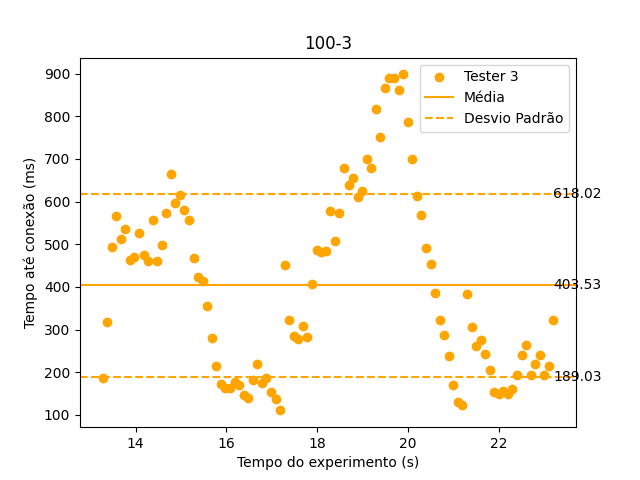 100-3
Tempo até conexão (ms)
900
800
700
600
500
400
300
200
100
Tester 3
Média
Desvio Padrão
618.02
403.53
189.03
14 16 18 20 22
Tempo do experimento (s)